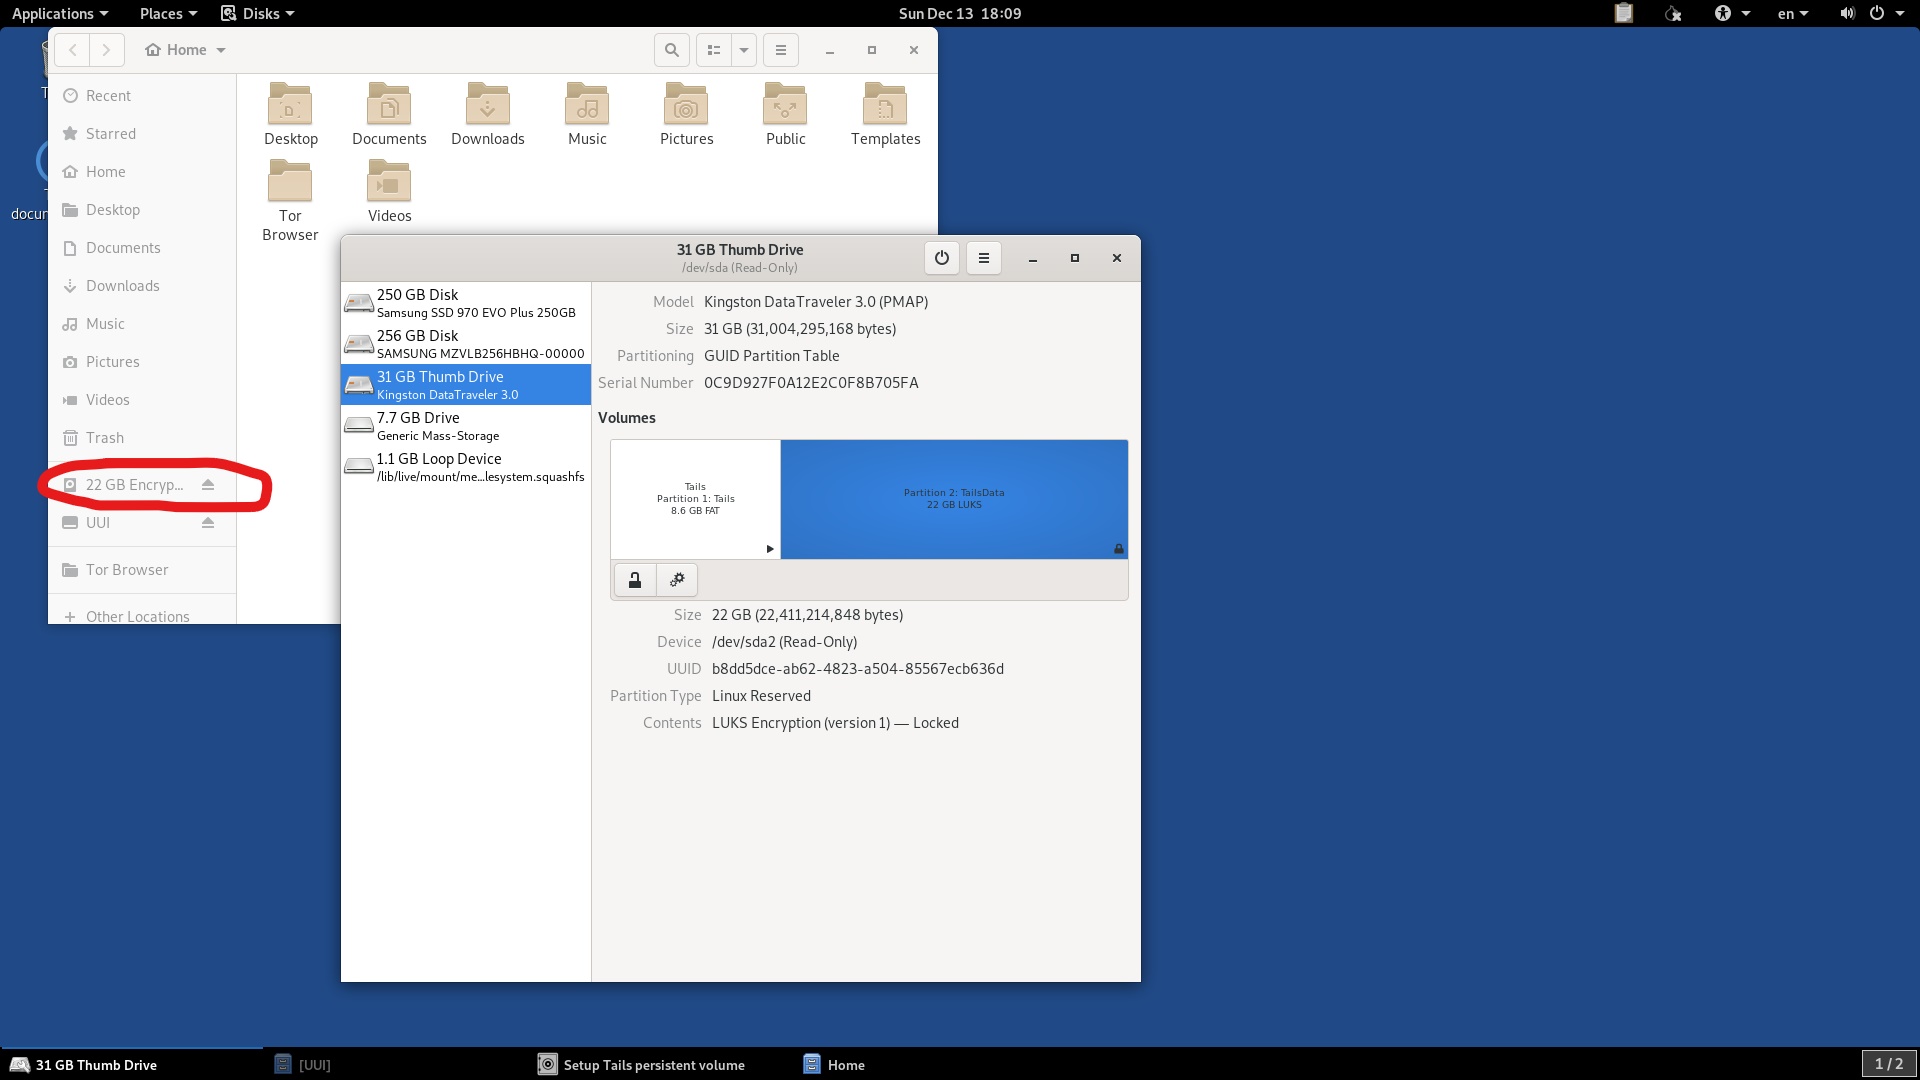 Applications
Places
Disks
Sun Dec 13 18:09
en
Home
Recent
Starred
Home
Desktop
Documents
Downloads
Music
Pictures
Videos
Trash
22 GB Encryp...
UUI
Tor Browser
Other Locations
Desktop
Documents
Downloads
Music
Pictures
Public
Templates
Tor
Browser
Videos
docum
31 GB Thumb Drive
/dev/sda (Read-Only)
250 GB Disk
Samsung SSD 970 EVO Plus 250GB
256 GB Disk
SAMSUNG MZVLB256HBHQ-00000
31 GB Thumb Drive
Kingston DataTraveler 3.0
7.7 GB Drive
Generic Mass-Storage
1.1 GB Loop Device
/lib/live/mount/me...lesystem.squashfs
Model Kingston DataTraveler 3.0 (PMAP)
Size 31 GB (31,004,295,168 bytes)
Partitioning GUID Partition Table
Serial Number 0C9D927F0A12E2C0F8B705FA
Volumes
Tails
Partition 1: Tails
8.6 GB FAT
Partition 2: TailsData
22 GB LUKS
Size 22 GB (22,411,214,848 bytes)
Device /dev/sda2 (Read-Only)
UUID b8dd5dce-ab62-4823-a504-85567ecb636d
Partition Type Linux Reserved
Contents LUKS Encryption (version 1) — Locked
31 GB Thumb Drive
[UUI]
Setup Tails persistent volume
Home
1 / 2